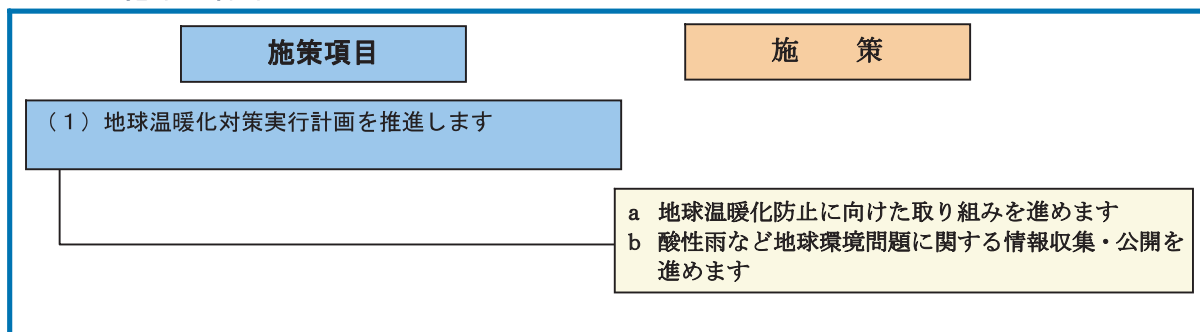 施策項目
施　　策
（１）地球温暖化対策実行計画を推進します
a　地球温暖化防止に向けた取り組みを進めます
b　酸性雨など地球環境問題に関する情報収集・公開を
進めます